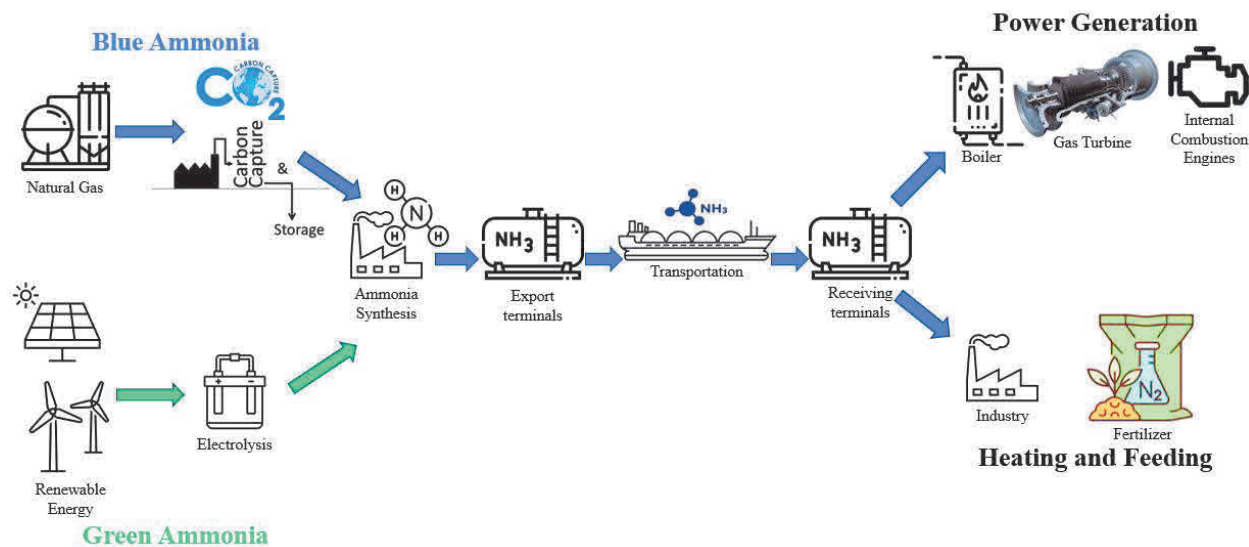 Blue Ammonia
CARBON CAPTURE
CO2
Natural Gas
Carbon
Capture
&
Storage
H
N
H
H
Ammonia
Synthesis
NH3
Export
terminals
NH3
Transportation
NH3
Receiving
terminals
Power Generation
Boiler
Gas Turbine
Internal
Combustion
Engines
Renewable
Energy
+ -
Electrolysis
Green Ammonia
Industry
N2
Fertilizer
Heating and Feeding